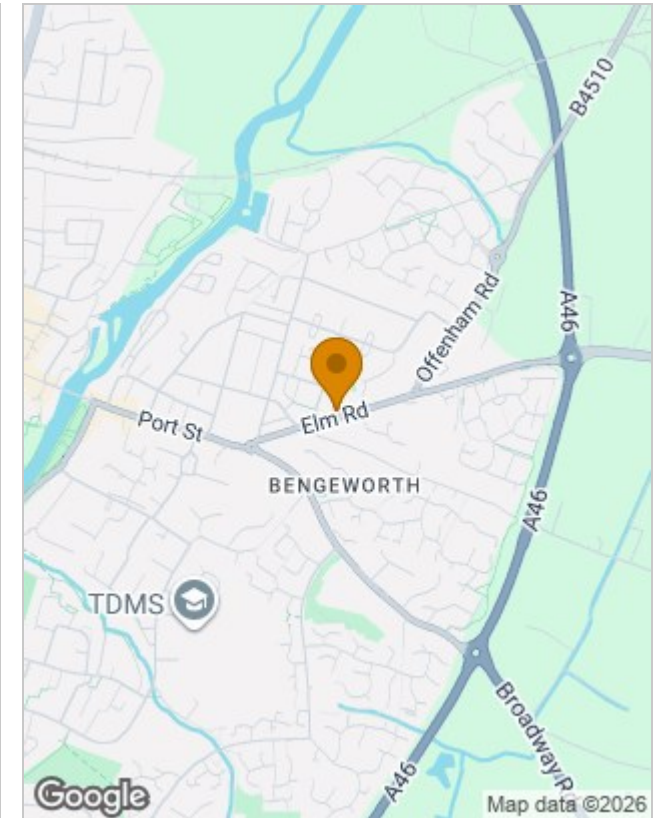 B4510
A46
Offenham Rd
Elm Rd
Port St
BENGEWORTH
A46
TDMS
Broadway R
A46
Google
Map data ©2026